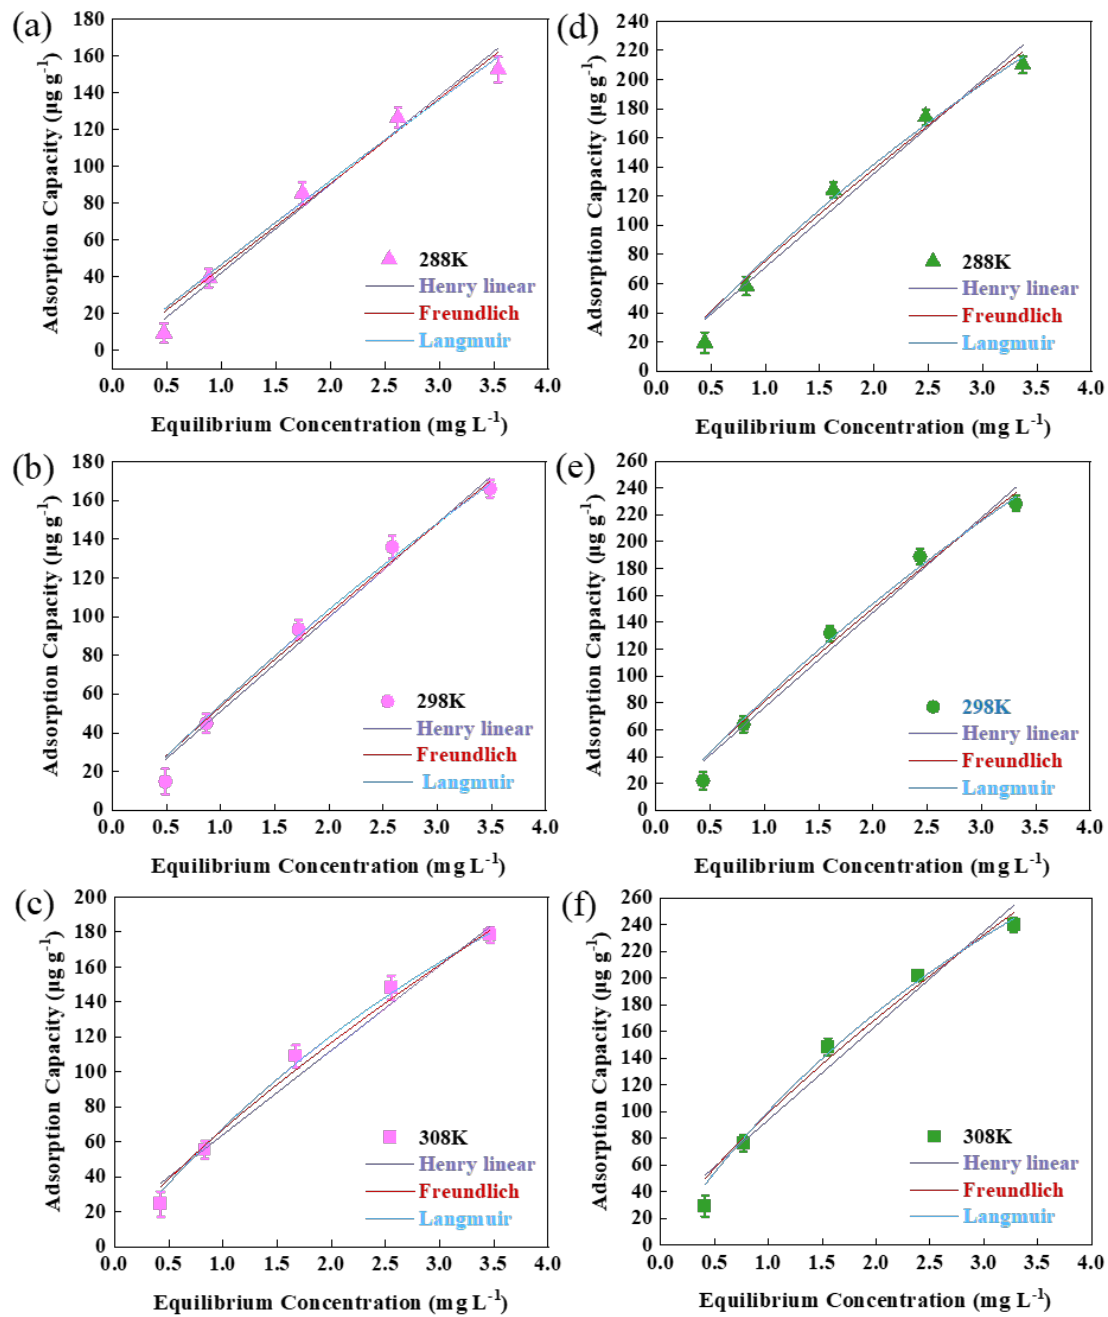 (a)
Adsorption Capacity (µg g-1)
180
160
140
120
100
80
60
40
20
0
288K
Henry linear
Freundlich
Langmuir
0.0 0.5 1.0 1.5 2.0 2.5 3.0 3.5 4.0
Equilibrium Concentration (mg L-1)
(d)
Adsorption Capacity (µg g-1)
240
220
200
180
160
140
120
100
80
60
40
20
0
288K
Henry linear
Freundlich
Langmuir
0.0 0.5 1.0 1.5 2.0 2.5 3.0 3.5 4.0
Equilibrium Concentration (mg L-1)
(b)
Adsorption Capacity (µg g-1)
180
160
140
120
100
80
60
40
20
0
298K
Henry linear
Freundlich
Langmuir
0.0 0.5 1.0 1.5 2.0 2.5 3.0 3.5 4.0
Equilibrium Concentration (mg L-1)
(e)
Adsorption Capacity (µg g-1)
260
240
220
200
180
160
140
120
100
80
60
40
20
0
298K
Henry linear
Freundlich
Langmuir
0.0 0.5 1.0 1.5 2.0 2.5 3.0 3.5 4.0
Equilibrium Concentration (mg L-1)
(c)
Adsorption Capacity (µg g-1)
200
180
160
140
120
100
80
60
40
20
0
308K
Henry linear
Freundlich
Langmuir
0.0 0.5 1.0 1.5 2.0 2.5 3.0 3.5 4.0
Equilibrium Concentration (mg L-1)
(f)
Adsorption Capacity (µg g-1)
260
240
220
200
180
160
140
120
100
80
60
40
20
0
308K
Henry linear
Freundlich
Langmuir
0.0 0.5 1.0 1.5 2.0 2.5 3.0 3.5 4.0
Equilibrium Concentration (mg L-1)